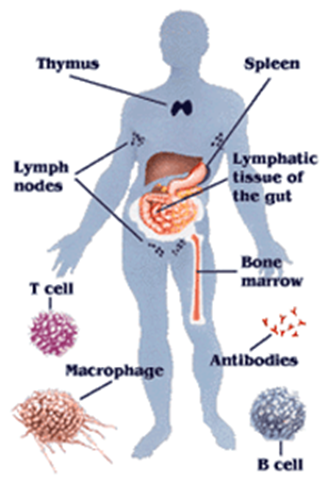 Thymus
Spleen
Lymph
nodes
Lymphatic
tissue of
the gut
Bone
marrow
T cell
Antibodies
Macrophage
B cell